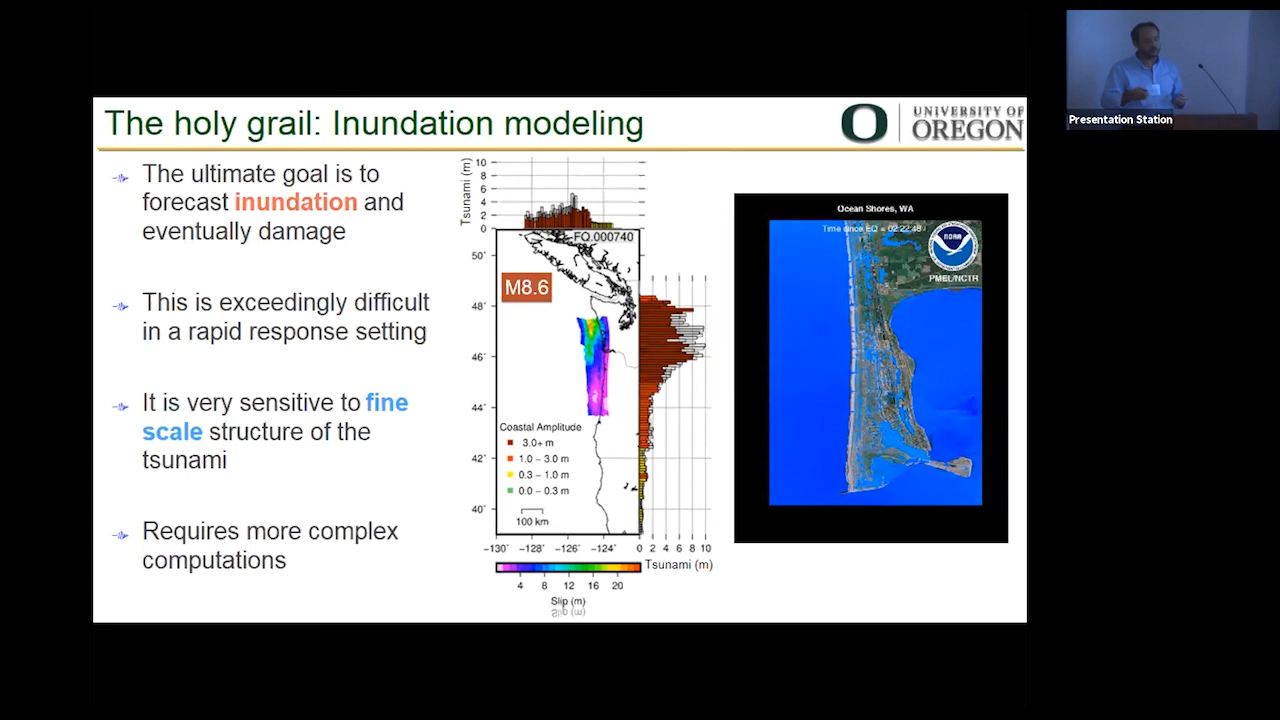 The holy grail: Inundation modeling
UNIVERSITY OF
OREGON
The ultimate goal is to
forecast inundation and
eventually damage
This is exceedingly difficult
in a rapid response setting
It is very sensitive to fine
scale structure of the
tsunami
Requires more complex
computations
Tsunami (m)
10
8
6
4
2
0
FQ.000740
M8.6
50°
48°
46°
44°
42°
40°
Coastal Amplitude
3.0+ m
1.0 – 3.0 m
0.3 – 1.0 m
0.0 – 0.3 m
100 km
−130° −128° −126° −124° 0 2 4 6 8 10
Tsunami (m)
4 8 12 16 20
Slip (m)
Ocean Shores, WA
Time since EQ = 02:22:48
NOAA
PMEL/NCTR
Presentation Station